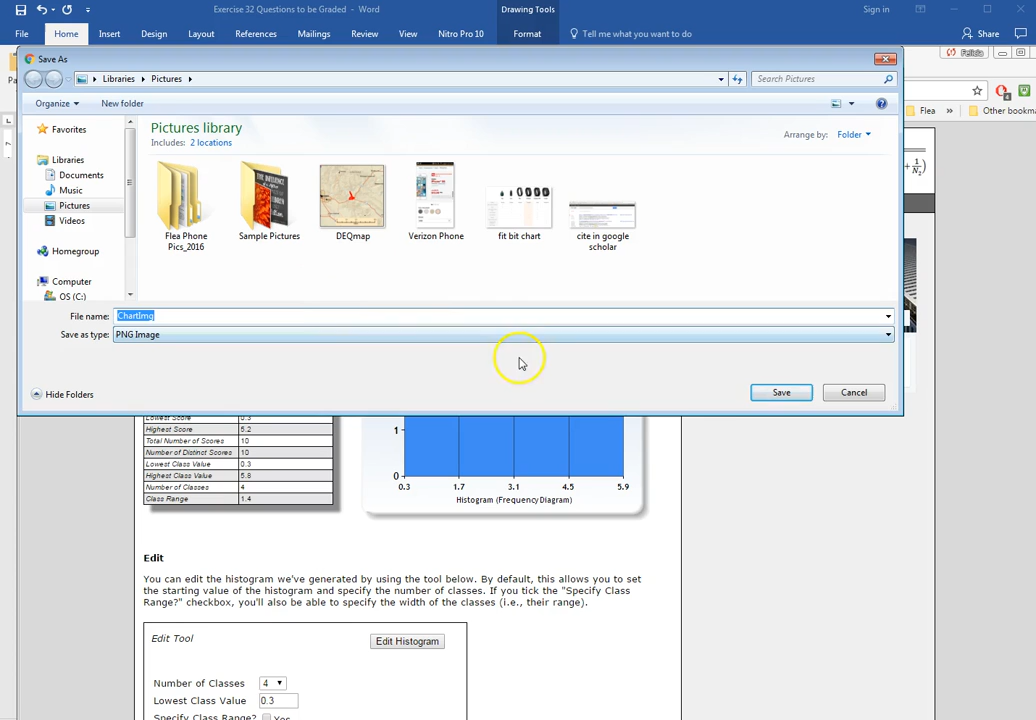 Exercise 32 Questions to be Graded - Word
Drawing Tools
Sign in
File Home Insert Design Layout References Mailings Review View Nitro Pro 10 Format Tell me what you want to do Share
Save As
Felicia
Libraries Pictures
Search Pictures
Organize New folder
Flea » Other bookma
Favorites
Libraries
Documents
Music
Pictures
Videos
Homegroup
Computer
OS (C:)
Pictures library
Includes: 2 locations
Arrange by: Folder
Flea Phone Pics_2016
Sample Pictures
DEQmap
Verizon Phone
fit bit chart
cite in google scholar
File name: ChartImg
Save as type: PNG Image
Hide Folders
Save Cancel
Lowest Score 0.3
Highest Score 5.2
Total Number of Scores 10
Number of Distinct Scores 10
Lowest Class Value 0.3
Highest Class Value 5.8
Number of Classes 4
Class Range 1.4
1
0
0.3 1.7 3.1 4.5 5.9
Histogram (Frequency Diagram)
Edit
You can edit the histogram we've generated by using the tool below. By default, this allows you to set
the starting value of the histogram and specify the number of classes. If you tick the "Specify Class
Range?" checkbox, you'll also be able to specify the width of the classes (i.e., their range).
Edit Tool
Edit Histogram
Number of Classes 4
Lowest Class Value 0.3
Specify Class Range? Yes